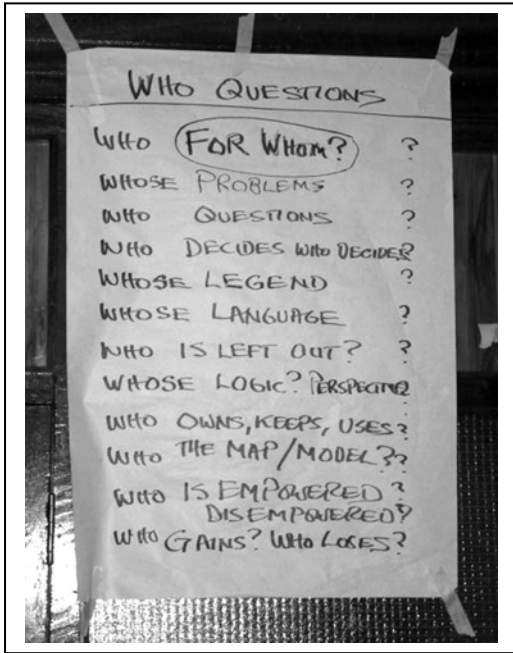 WHO QUESTIONS
WHO FOR WHOM? ?
WHOSE PROBLEMS ?
WHO QUESTIONS ?
WHO DECIDES WHO DECIDES?
WHOSE LEGEND ?
WHOSE LANGUAGE ?
WHO IS LEFT OUT? ?
WHOSE LOGIC? PERSPECTIVE?
WHO OWNS, KEEPS, USES?
WHO THE MAP/MODEL??
WHO IS EMPOWERED?
DISEMPOWERED?
WHO GAINS? WHO LOSES?